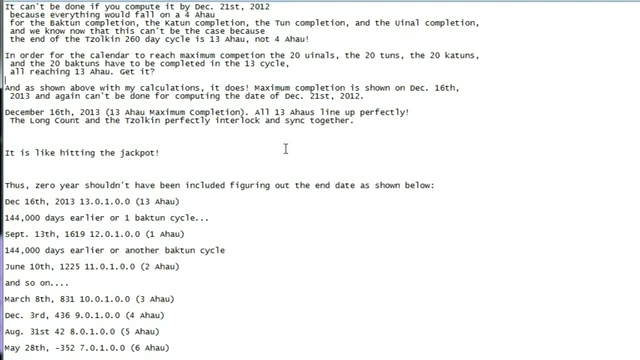 It can't be done if you compute it by Dec. 21st, 2012
because everything would fall on a 4 Ahau
for the Baktun completion, the Katun completion, the Tun completion, and the Uinal completion,
and we know now that this can't be the case because
the end of the Tzolkin 260 day cycle is 13 Ahau, not 4 Ahau!
In order for the calendar to reach maximum competion the 20 uinals, the 20 tuns, the 20 katuns,
and the 20 baktuns have to be completed in the 13 cycle,
all reaching 13 Ahau. Get it?
And as shown above with my calculations, it does! Maximum completion is shown on Dec. 16th,
2013 and again can't be done for computing the date of Dec. 21st, 2012.
December 16th, 2013 (13 Ahau Maximum Completion). All 13 Ahaus line up perfectly!
The Long Count and the Tzolkin perfectly interlock and sync together.
It is like hitting the jackpot!
Thus, zero year shouldn't have been included figuring out the end date as shown below:
Dec 16th, 2013 13.0.1.0.0 (13 Ahau)
144,000 days earlier or 1 baktun cycle...
Sept. 13th, 1619 12.0.1.0.0 (1 Ahau)
144,000 days earlier or another baktun cycle
June 10th, 1225 11.0.1.0.0 (2 Ahau)
and so on....
March 8th, 831 10.0.1.0.0 (3 Ahau)
Dec. 3rd, 436 9.0.1.0.0 (4 Ahau)
Aug. 31st 42 8.0.1.0.0 (5 Ahau)
May 28th, -352 7.0.1.0.0 (6 Ahau)